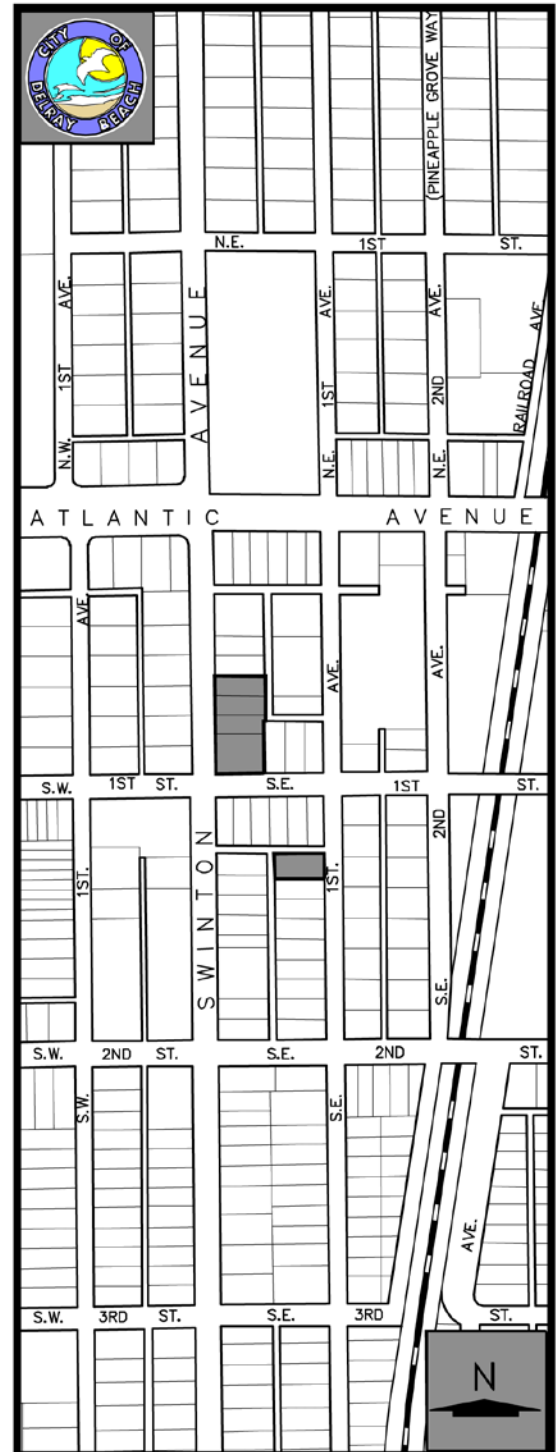 CITY OF
DELRAY BEACH
(PINEAPPLE GROVE WAY
N.E. 1ST ST.
AVE.
AVENUE
AVE.
AVE.
RAILROAD AVE.
1ST
1ST
2ND
N.W.
N.E.
N.E.
ATLANTIC AVENUE
AVE.
AVE.
AVE.
S.W. 1ST ST. S.E. 1ST ST.
SWINTON
1ST.
1ST.
2ND
S.E.
S.W. 2ND ST. S.E. 2ND ST.
S.W.
S.E.
AVE.
S.W. 3RD ST. S.E. 3RD ST.
N